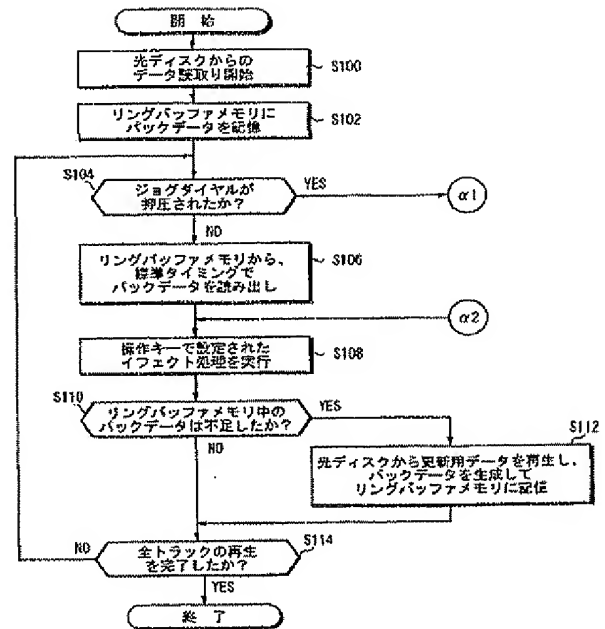 開 始
光ディスクからの
データ読取り開始
S100
リングバッファメモリに
パックデータを記憶
S102
S104
ジョグダイヤルが
押圧されたか？
YES
α1
NO
リングバッファメモリから、
標準タイミングで
パックデータを読み出し
S106
α2
操作キーで設定された
イフェクト処理を実行
S108
S110
リングバッファメモリ中の
パックデータは不足したか？
YES
NO
S112
光ディスクから更新用データを再生し、
パックデータを生成して
リングバッファメモリに記憶
NO
全トラックの再生
を完了したか？
S114
YES
終 了